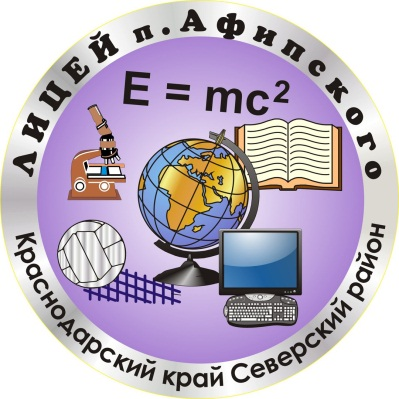 ЛИЦЕЙ п. Афипского
E = mc²
Краснодарский край Северский район